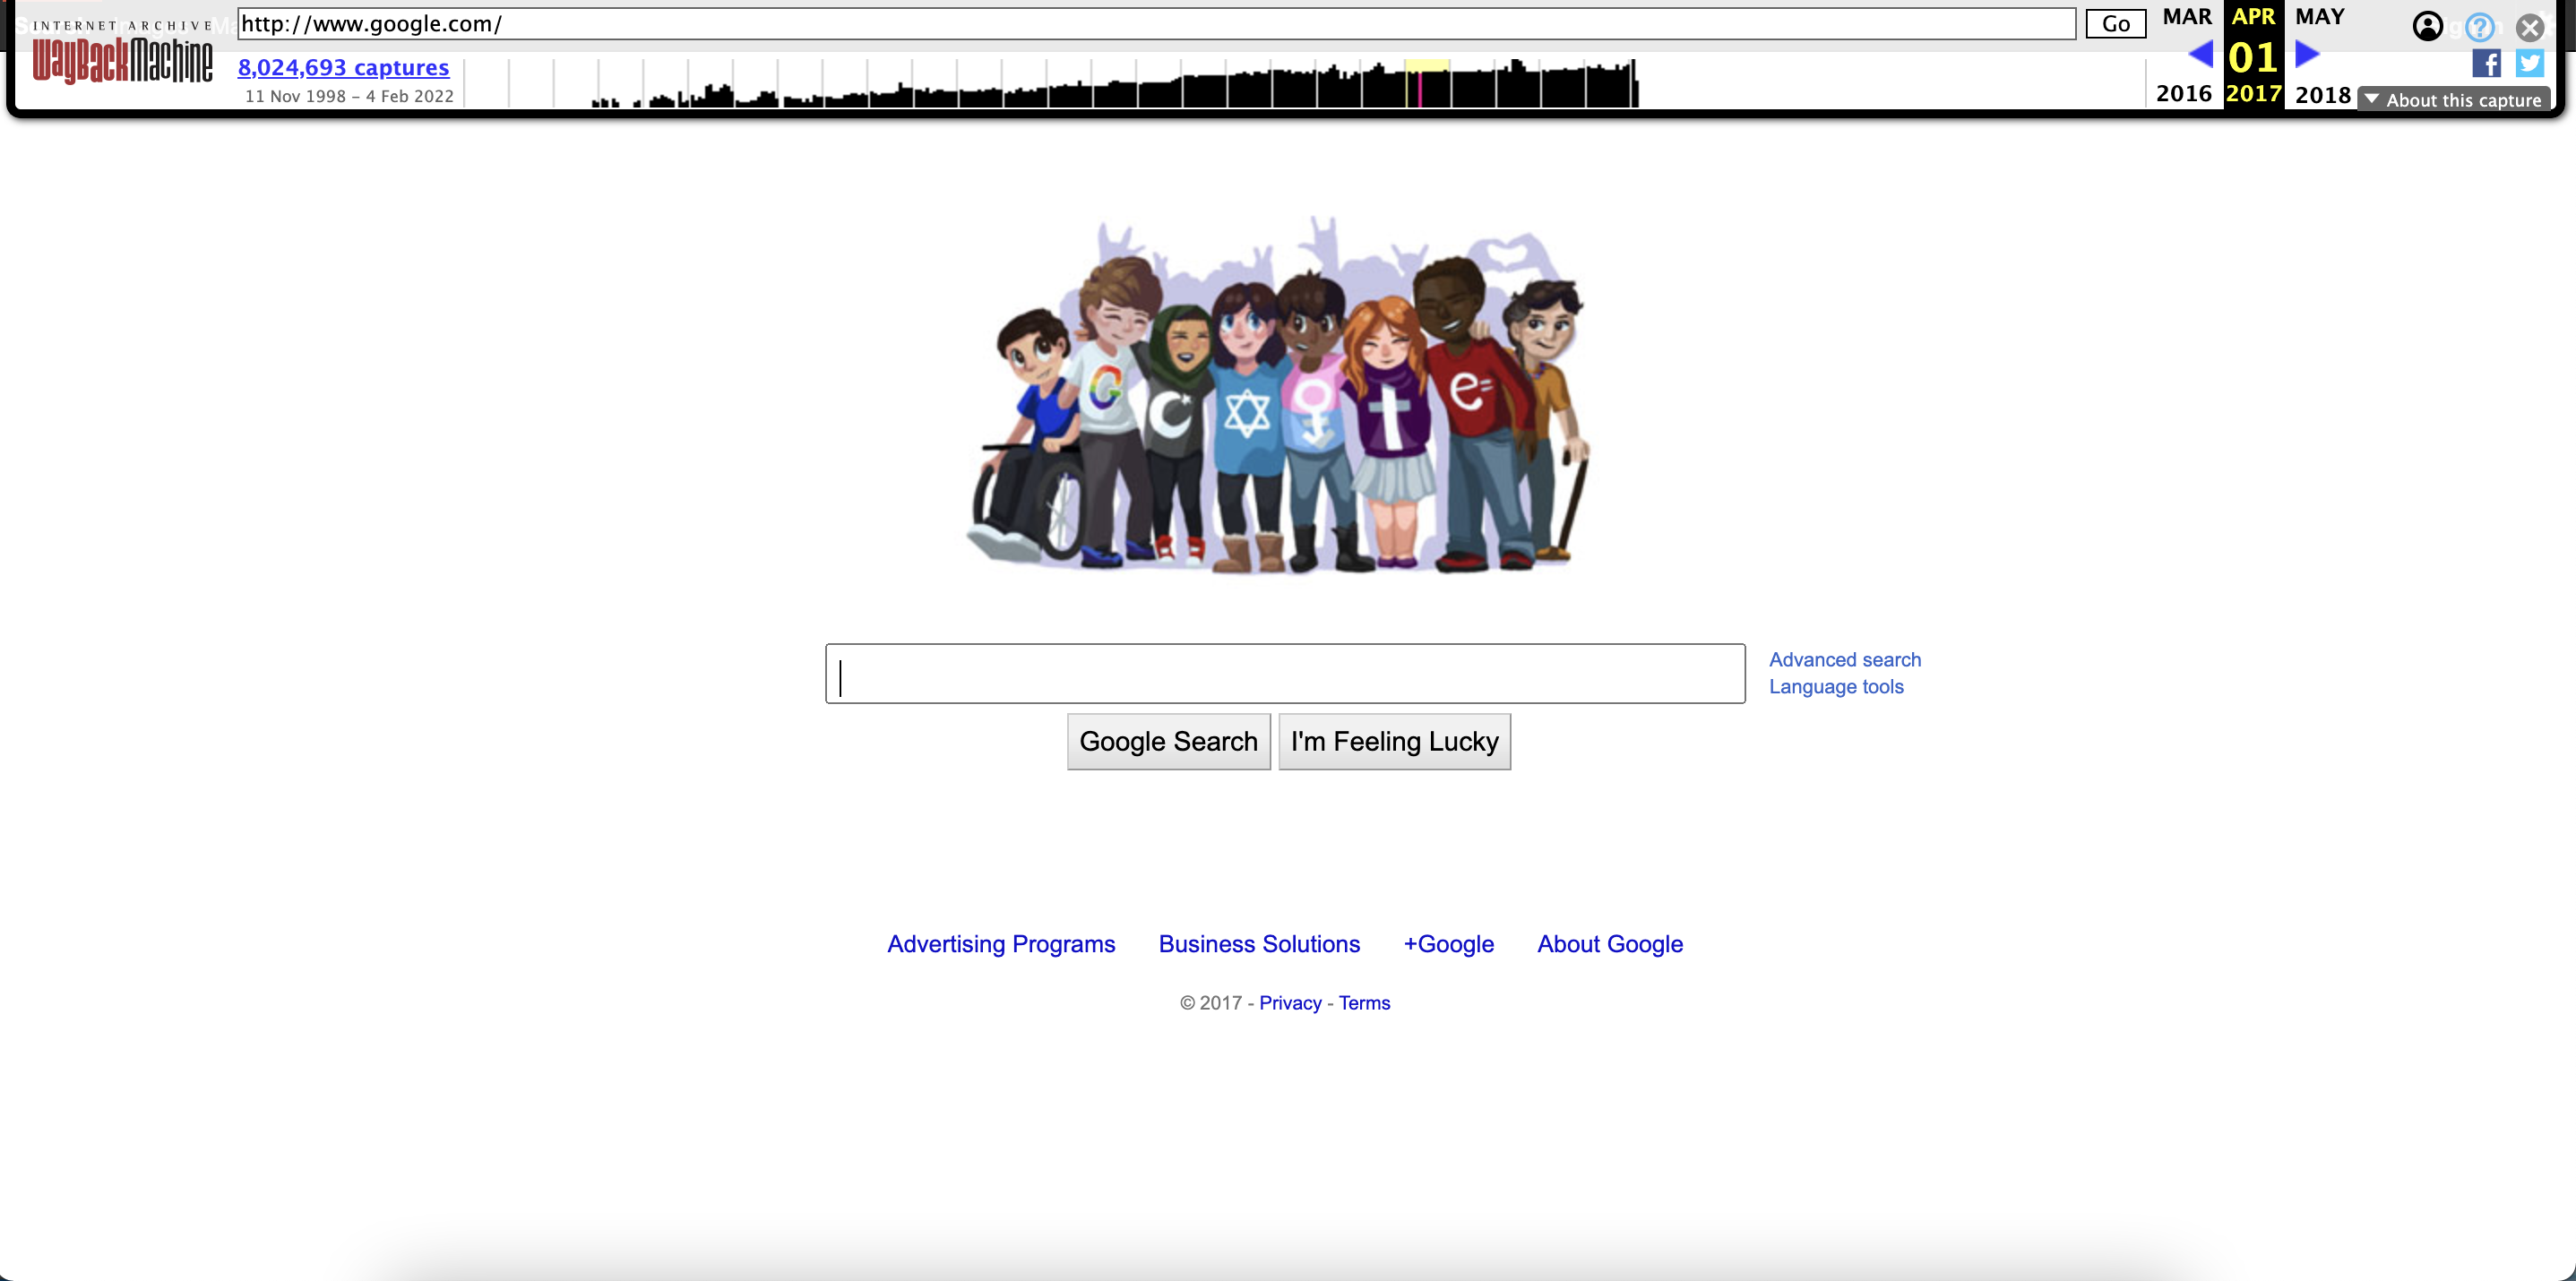 INTERNET ARCHIVE
WayBackMachine
http://www.google.com/
Go
MAR
APR
MAY
8,024,693 captures
01
11 Nov 1998 – 4 Feb 2022
2016
2017
2018
About this capture
G
e=
Advanced search
Language tools
Google Search
I'm Feeling Lucky
Advertising Programs
Business Solutions
+Google
About Google
© 2017 - Privacy - Terms